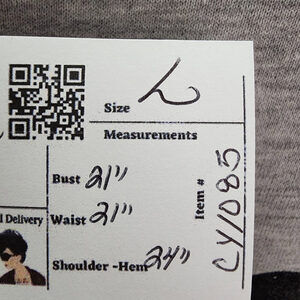 Size L
Measurements
Bust 21"
l Delivery
Waist 21"
Shoulder -Hem 24"
Item # CY1085